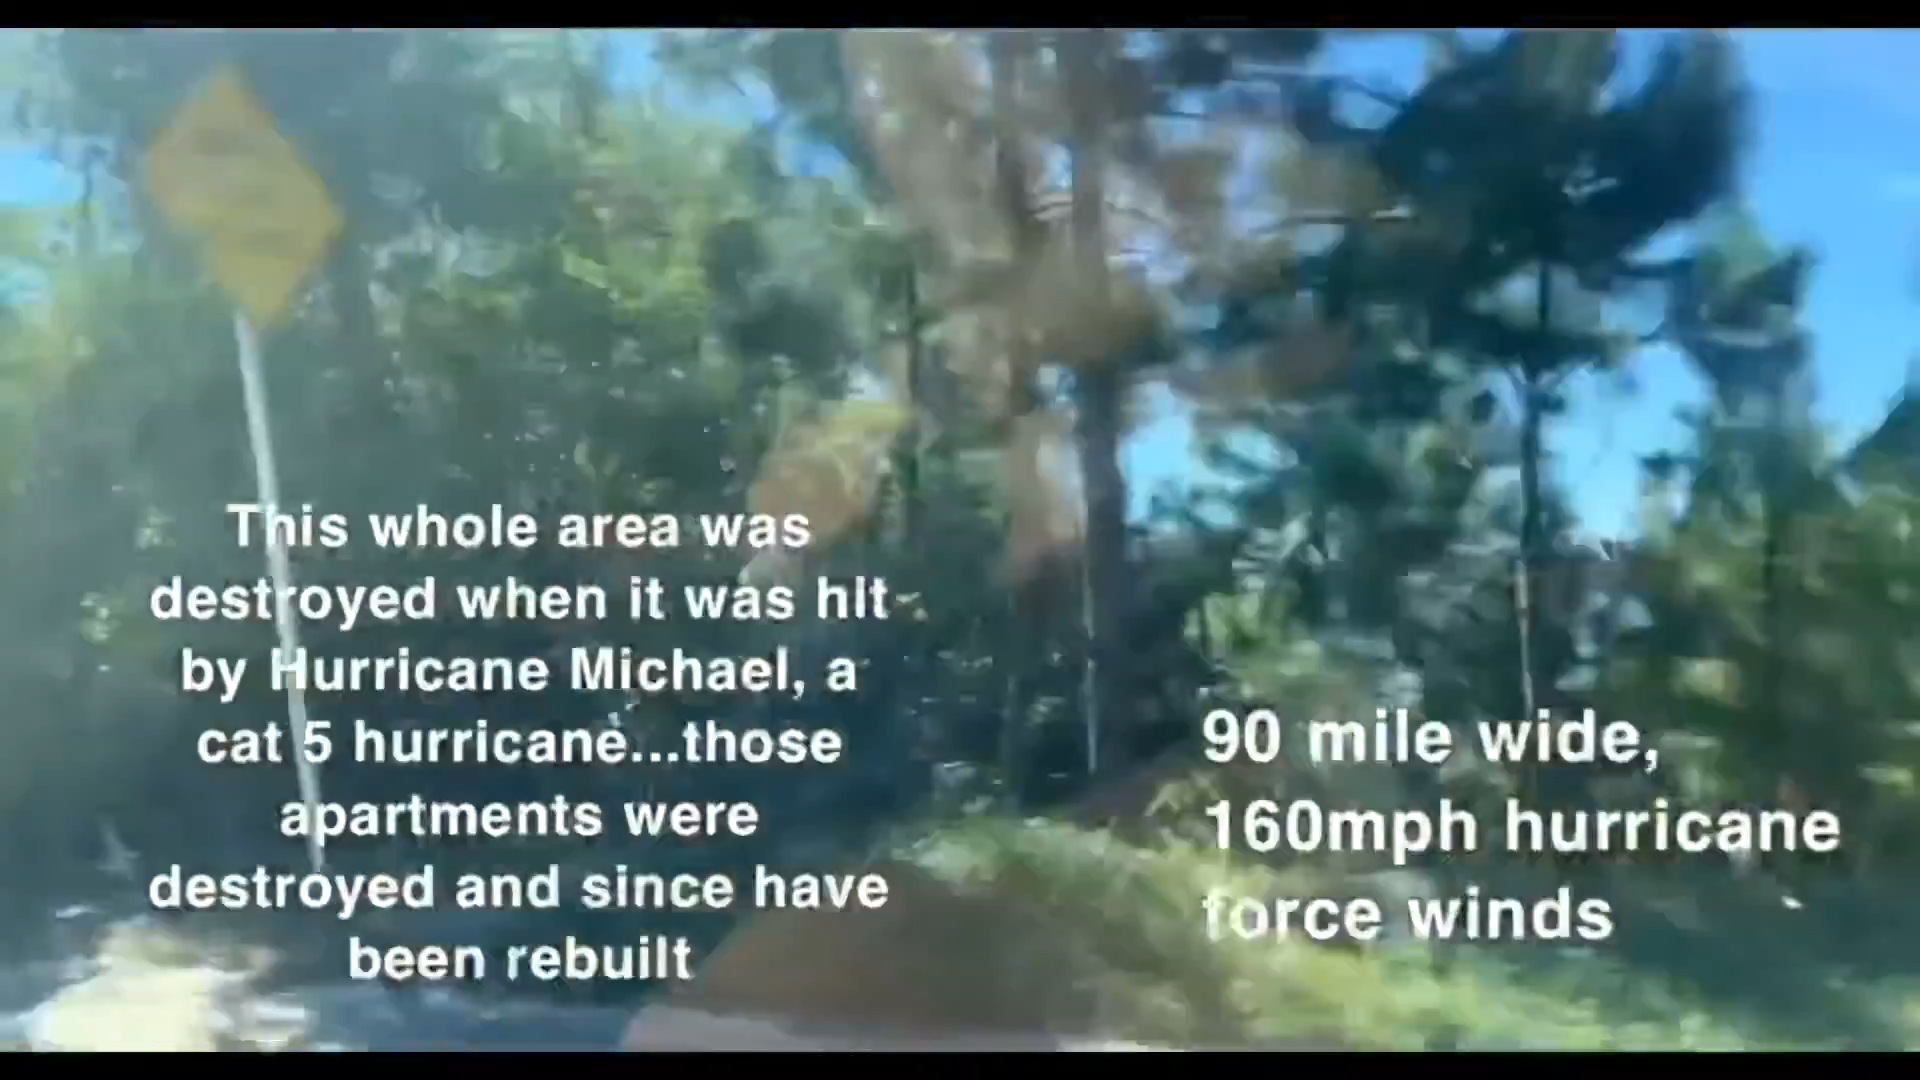 This whole area was
destroyed when it was hit
by Hurricane Michael, a
cat 5 hurricane...those
apartments were
destroyed and since have
been rebuilt
90 mile wide,
160mph hurricane
force winds